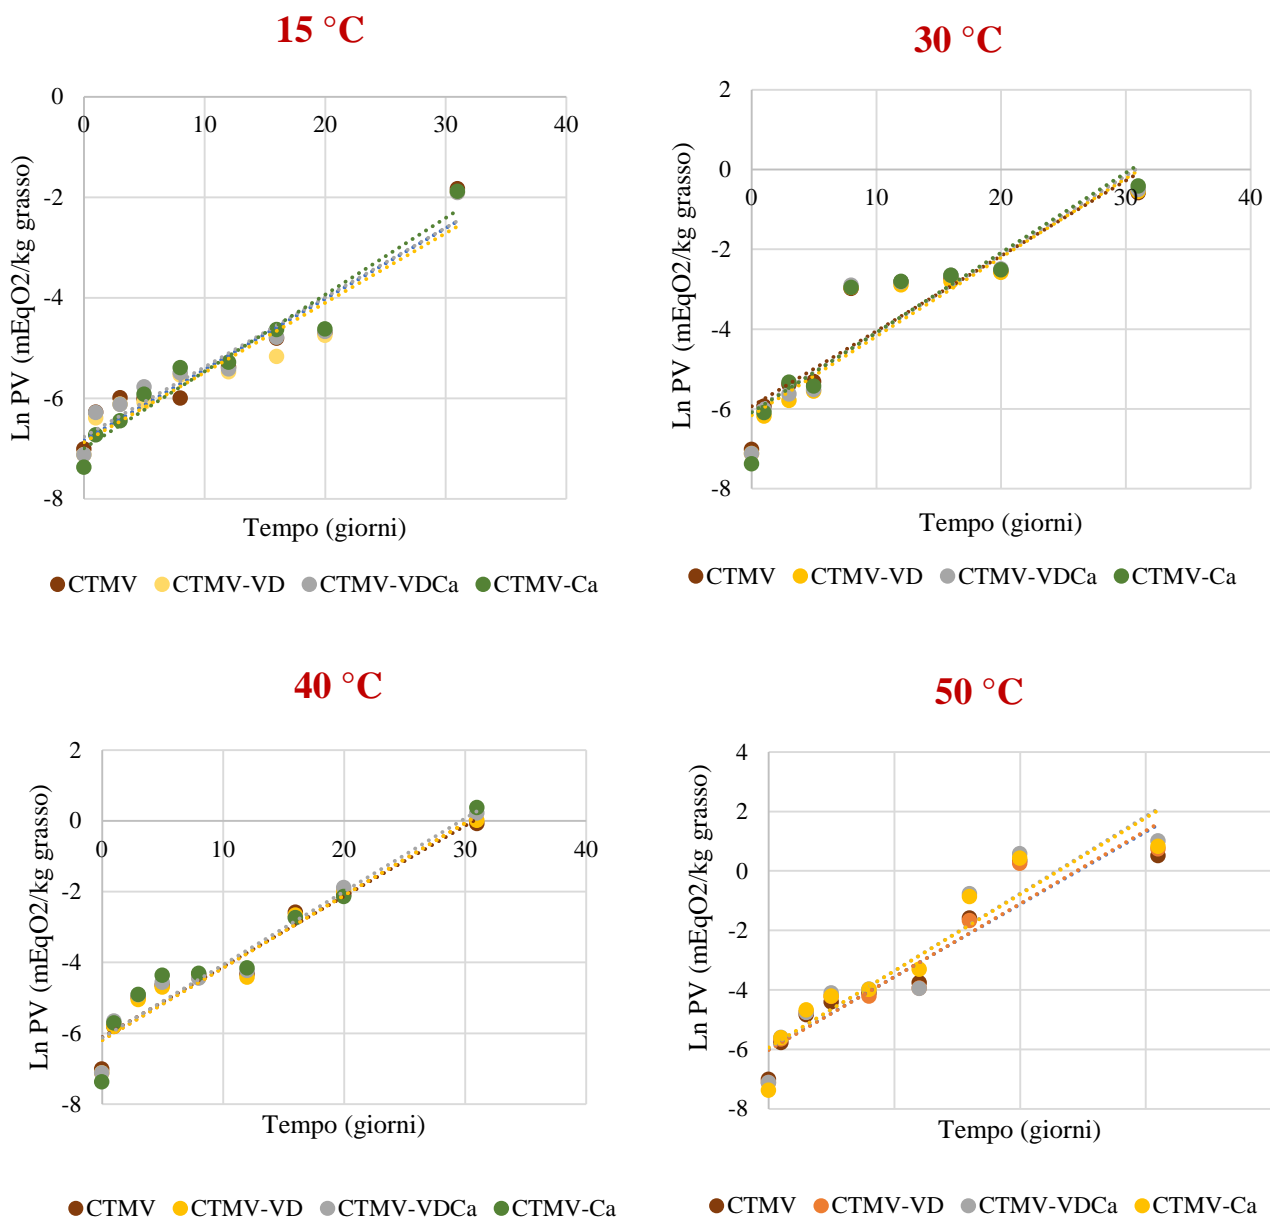 15 °C
0
0
10
20
30
40
-2
-4
-6
-8
Ln PV (mEqO2/kg grasso)
Tempo (giorni)
CTMV CTMV-VD CTMV-VDCa CTMV-Ca
30 °C
2
0
0
10
20
30
40
-2
-4
-6
-8
Ln PV (mEqO2/kg grasso)
Tempo (giorni)
CTMV CTMV-VD CTMV-VDCa CTMV-Ca
40 °C
2
0
0
10
20
30
40
-2
-4
-6
-8
Ln PV (mEqO2/kg grasso)
Tempo (giorni)
CTMV CTMV-VD CTMV-VDCa CTMV-Ca
50 °C
4
2
0
-2
-4
-6
-8
Ln PV (mEqO2/kg grasso)
Tempo (giorni)
CTMV CTMV-VD CTMV-VDCa CTMV-Ca